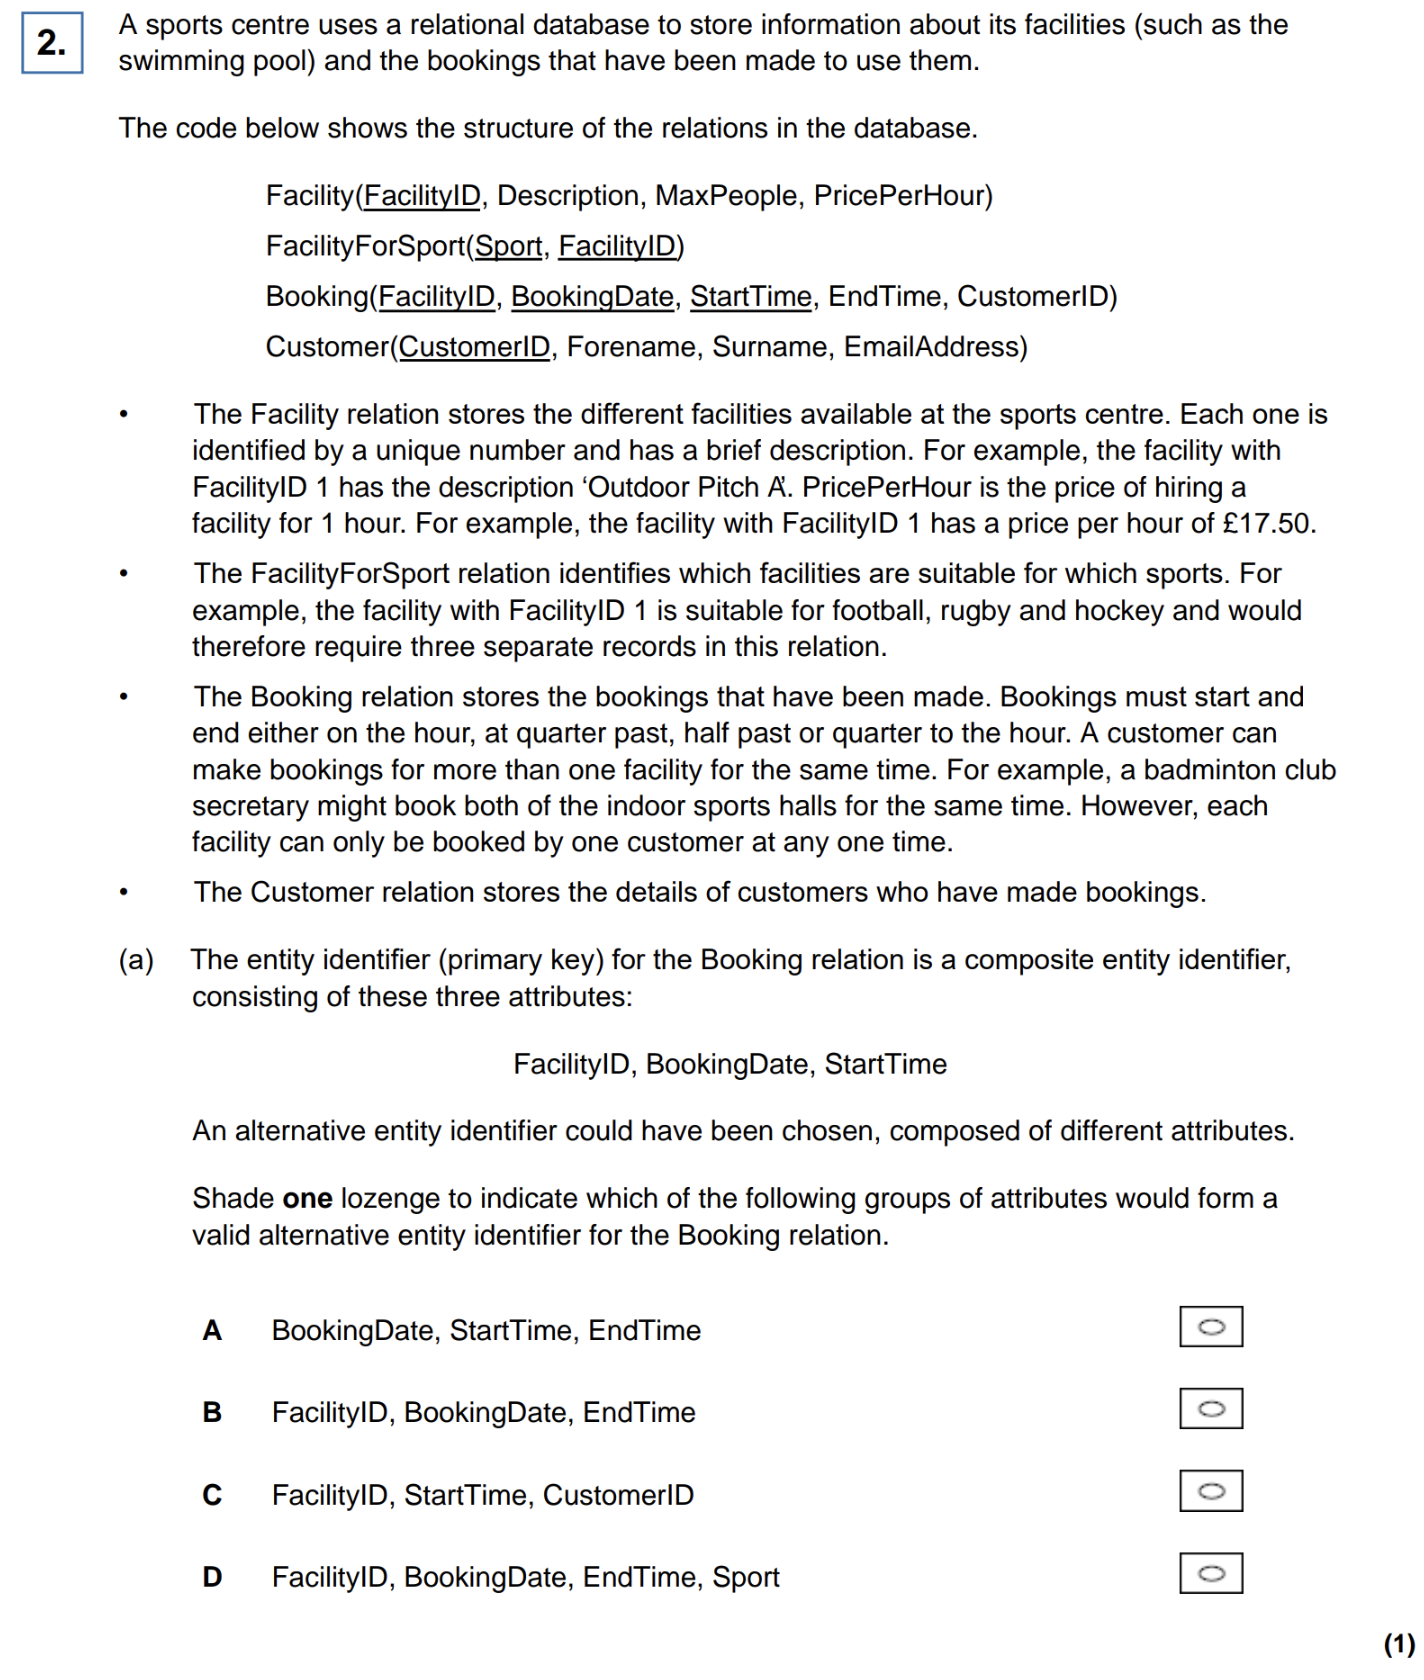 2.
A sports centre uses a relational database to store information about its facilities (such as the
swimming pool) and the bookings that have been made to use them.
The code below shows the structure of the relations in the database.
Facility(FacilityID, Description, MaxPeople, PricePerHour)
FacilityForSport(Sport, FacilityID)
Booking(FacilityID, BookingDate, StartTime, EndTime, CustomerID)
Customer(CustomerID, Forename, Surname, EmailAddress)
• The Facility relation stores the different facilities available at the sports centre. Each one is
identified by a unique number and has a brief description. For example, the facility with
FacilityID 1 has the description ‘Outdoor Pitch A’. PricePerHour is the price of hiring a
facility for 1 hour. For example, the facility with FacilityID 1 has a price per hour of £17.50.
• The FacilityForSport relation identifies which facilities are suitable for which sports. For
example, the facility with FacilityID 1 is suitable for football, rugby and hockey and would
therefore require three separate records in this relation.
• The Booking relation stores the bookings that have been made. Bookings must start and
end either on the hour, at quarter past, half past or quarter to the hour. A customer can
make bookings for more than one facility for the same time. For example, a badminton club
secretary might book both of the indoor sports halls for the same time. However, each
facility can only be booked by one customer at any one time.
• The Customer relation stores the details of customers who have made bookings.
(a) The entity identifier (primary key) for the Booking relation is a composite entity identifier,
consisting of these three attributes:
FacilityID, BookingDate, StartTime
An alternative entity identifier could have been chosen, composed of different attributes.
Shade one lozenge to indicate which of the following groups of attributes would form a
valid alternative entity identifier for the Booking relation.
A BookingDate, StartTime, EndTime
B FacilityID, BookingDate, EndTime
C FacilityID, StartTime, CustomerID
D FacilityID, BookingDate, EndTime, Sport
(1)